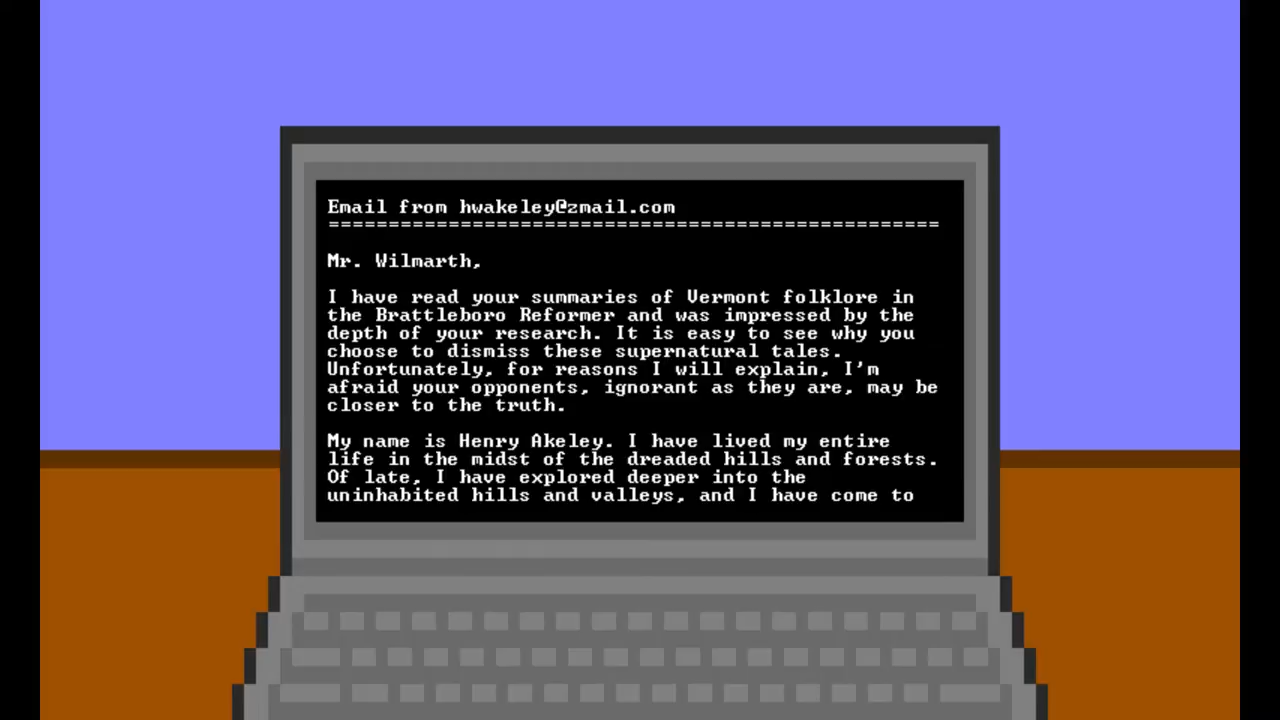 Email from hwakeley@zmail.com
===================================================
Mr. Wilmarth,
I have read your summaries of Vermont folklore in
the Brattleboro Reformer and was impressed by the
depth of your research. It is easy to see why you
choose to dismiss these supernatural tales.
Unfortunately, for reasons I will explain, I'm
afraid your opponents, ignorant as they are, may be
closer to the truth.
My name is Henry Akeley. I have lived my entire
life in the midst of the dreaded hills and forests.
Of late, I have explored deeper into the
uninhabited hills and valleys, and I have come to